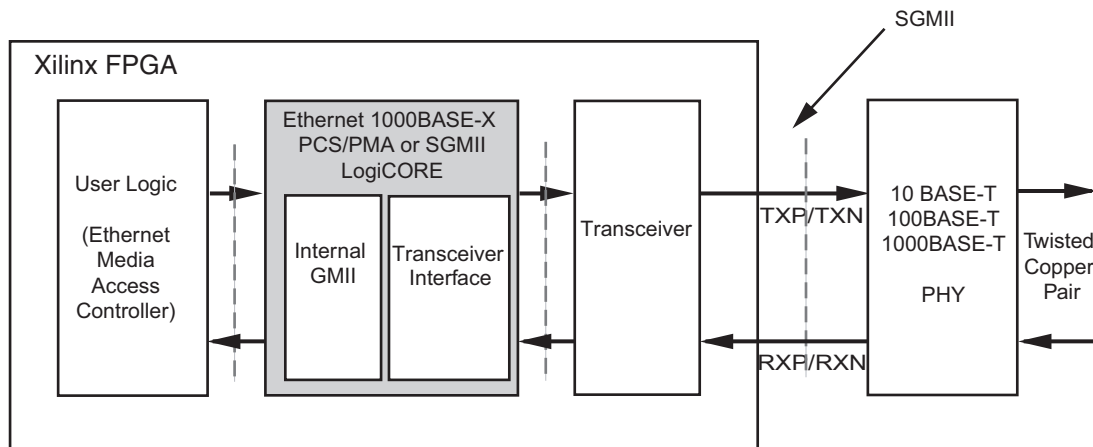 SGMII
Xilinx FPGA
User Logic
(Ethernet
Media
Access
Controller)
Ethernet 1000BASE-X
PCS/PMA or SGMII
LogiCORE
Internal
GMII
Transceiver
Interface
Transceiver
TXP/TXN
RXP/RXN
10 BASE-T
100BASE-T
1000BASE-T
PHY
Twisted
Copper
Pair